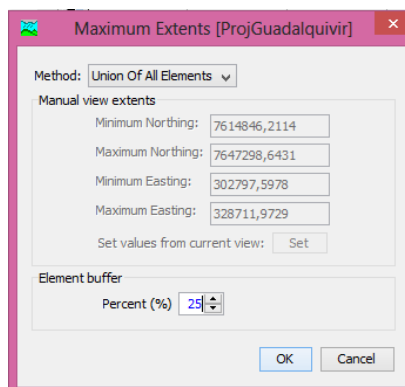 Maximum Extents [ProjGuadalquivir]
Method: Union Of All Elements
Manual view extents
Minimum Northing: 7614846,2114
Maximum Northing: 7647298,6431
Minimum Easting: 302797,5978
Maximum Easting: 328711,9729
Set values from current view: Set
Element buffer
Percent (%) 25
OK Cancel